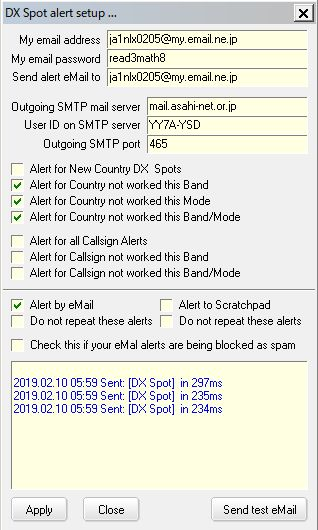 DX Spot alert setup ...
My email address ja1nlx0205@my.email.ne.jp
My email password read3math8
Send alert eMail to ja1nlx0205@my.email.ne.jp
Outgoing SMTP mail server mail.asahi-net.or.jp
User ID on SMTP server YY7A-YSD
Outgoing SMTP port 465
Alert for New Country DX Spots
Alert for Country not worked this Band
Alert for Country not worked this Mode
Alert for Country not worked this Band/Mode
Alert for all Callsign Alerts
Alert for Callsign not worked this Band
Alert for Callsign not worked this Band/Mode
Alert by eMail Alert to Scratchpad
Do not repeat these alerts Do not repeat these alerts
Check this if your eMal alerts are being blocked as spam
2019.02.10 05:59 Sent: [DX Spot] in 297ms
2019.02.10 05:59 Sent: [DX Spot] in 235ms
2019.02.10 05:59 Sent: [DX Spot] in 234ms
Apply Close Send test eMail